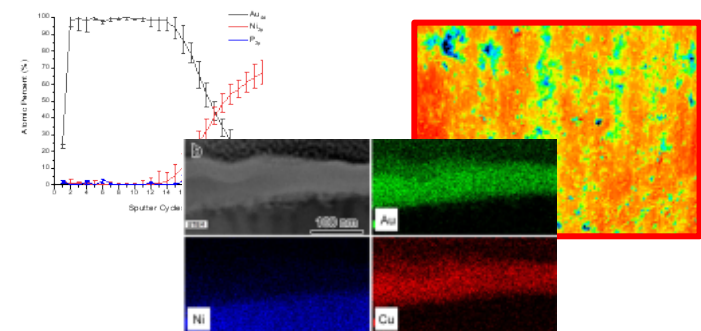 Au
Ni
P
100
90
80
70
60
50
40
30
20
10
0
Atomic Percent (%)
0 2 4 6 8 10 12 14
Sputter Cycle
100 nm
Au
Ni
Cu